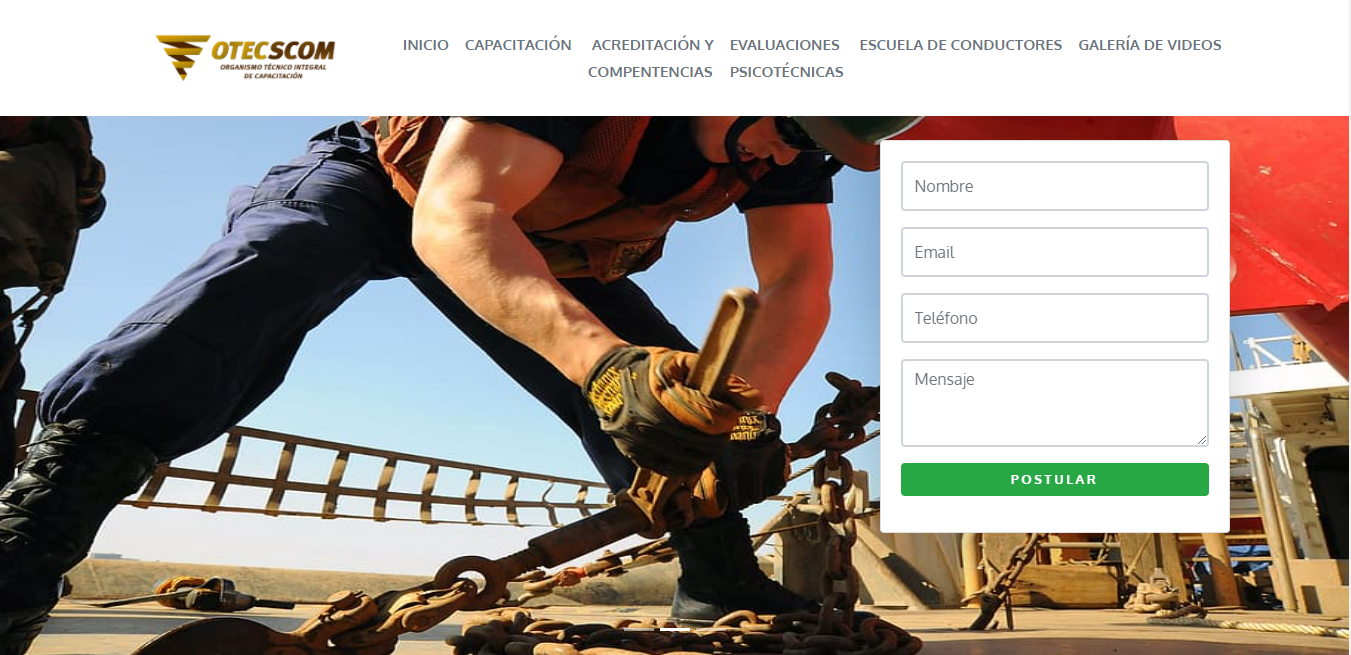 OTECSCOM
ORGANISMO TÉCNICO INTEGRAL
DE CAPACITACIÓN
INICIO
CAPACITACIÓN
ACREDITACIÓN Y
COMPENTENCIAS
EVALUACIONES
PSICOTÉCNICAS
ESCUELA DE CONDUCTORES
GALERÍA DE VIDEOS
Nombre
Email
Teléfono
Mensaje
POSTULAR